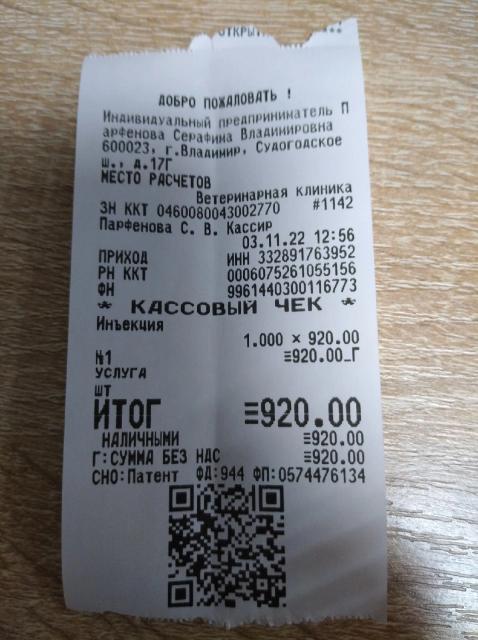 ДОБРО ПОЖАЛОВАТЬ !
Индивидуальный предприниматель П
арфенова Серафина Владимировна
600023, г.Владимир, Судогодское
ш., д.17Г
МЕСТО РАСЧЕТОВ
Ветеринарная клиника
ЗН ККТ 0460080043002770 #1142
Парфенова С. В. Кассир
03.11.22 12:56
ПРИХОД ИНН 332891763952
РН ККТ 0006075261055156
ФН 9961440300116773
* КАССОВЫЙ ЧЕК *
Инъекция
1.000 × 920.00
№1 ≡920.00_Г
УСЛУГА
шт
ИТОГ ≡920.00
НАЛИЧНЫМИ ≡920.00
Г:СУММА БЕЗ НДС ≡920.00
СНО:Патент ФД:944 ФП:0574476134